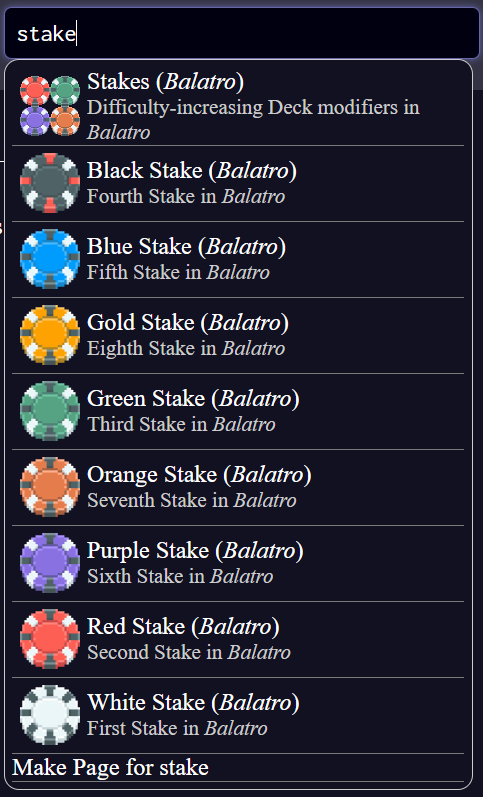 stake
Stakes (Balatro)
Difficulty-increasing Deck modifiers in
Balatro
Black Stake (Balatro)
Fourth Stake in Balatro
Blue Stake (Balatro)
Fifth Stake in Balatro
Gold Stake (Balatro)
Eighth Stake in Balatro
Green Stake (Balatro)
Third Stake in Balatro
Orange Stake (Balatro)
Seventh Stake in Balatro
Purple Stake (Balatro)
Sixth Stake in Balatro
Red Stake (Balatro)
Second Stake in Balatro
White Stake (Balatro)
First Stake in Balatro
Make Page for stake